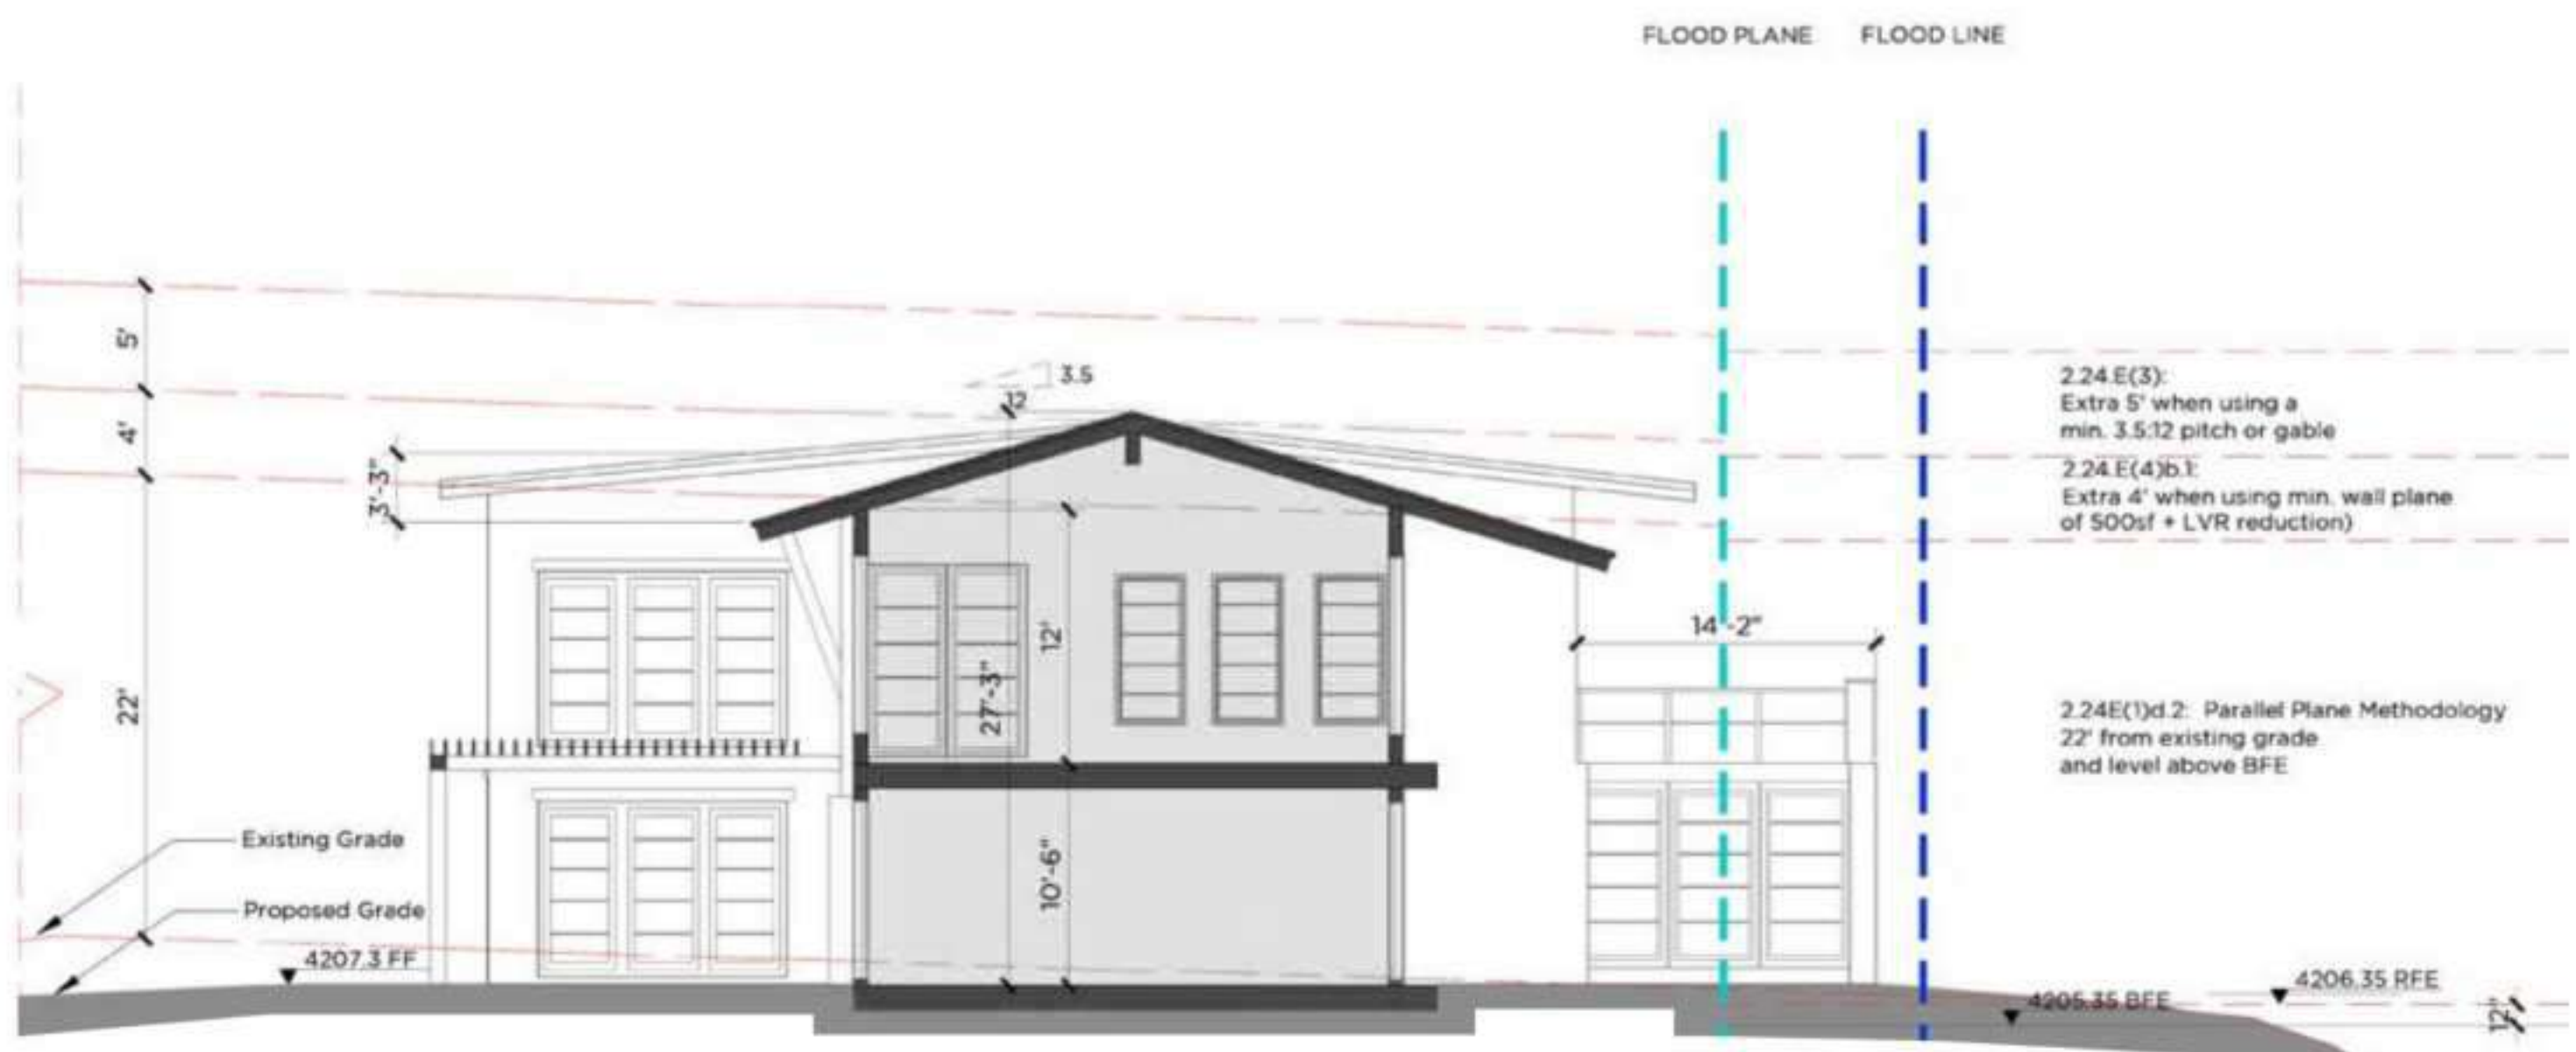 FLOOD PLANE FLOOD LINE
5'
3.5
12
2.24.E(3):
Extra 5' when using a
min. 3.5:12 pitch or gable
4'
3'-3"
2.24.E(4)b.1:
Extra 4' when using min. wall plane
of 500sf + LVR reduction)
14'-2"
12'
27'-3"
22'
2.24E(1)d.2: Parallel Plane Methodology
22' from existing grade
and level above BFE
Existing Grade
10'-6"
Proposed Grade
4207.3 FF
4206.35 RFE
4205.35 BFE
12"